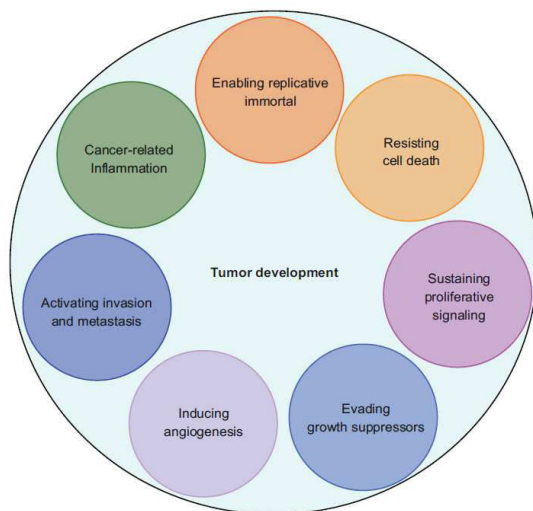 Enabling replicative
immortal
Resisting
cell death
Sustaining
proliferative
signaling
Evading
growth suppressors
Inducing
angiogenesis
Activating invasion
and metastasis
Cancer-related
Inflammation
Tumor development